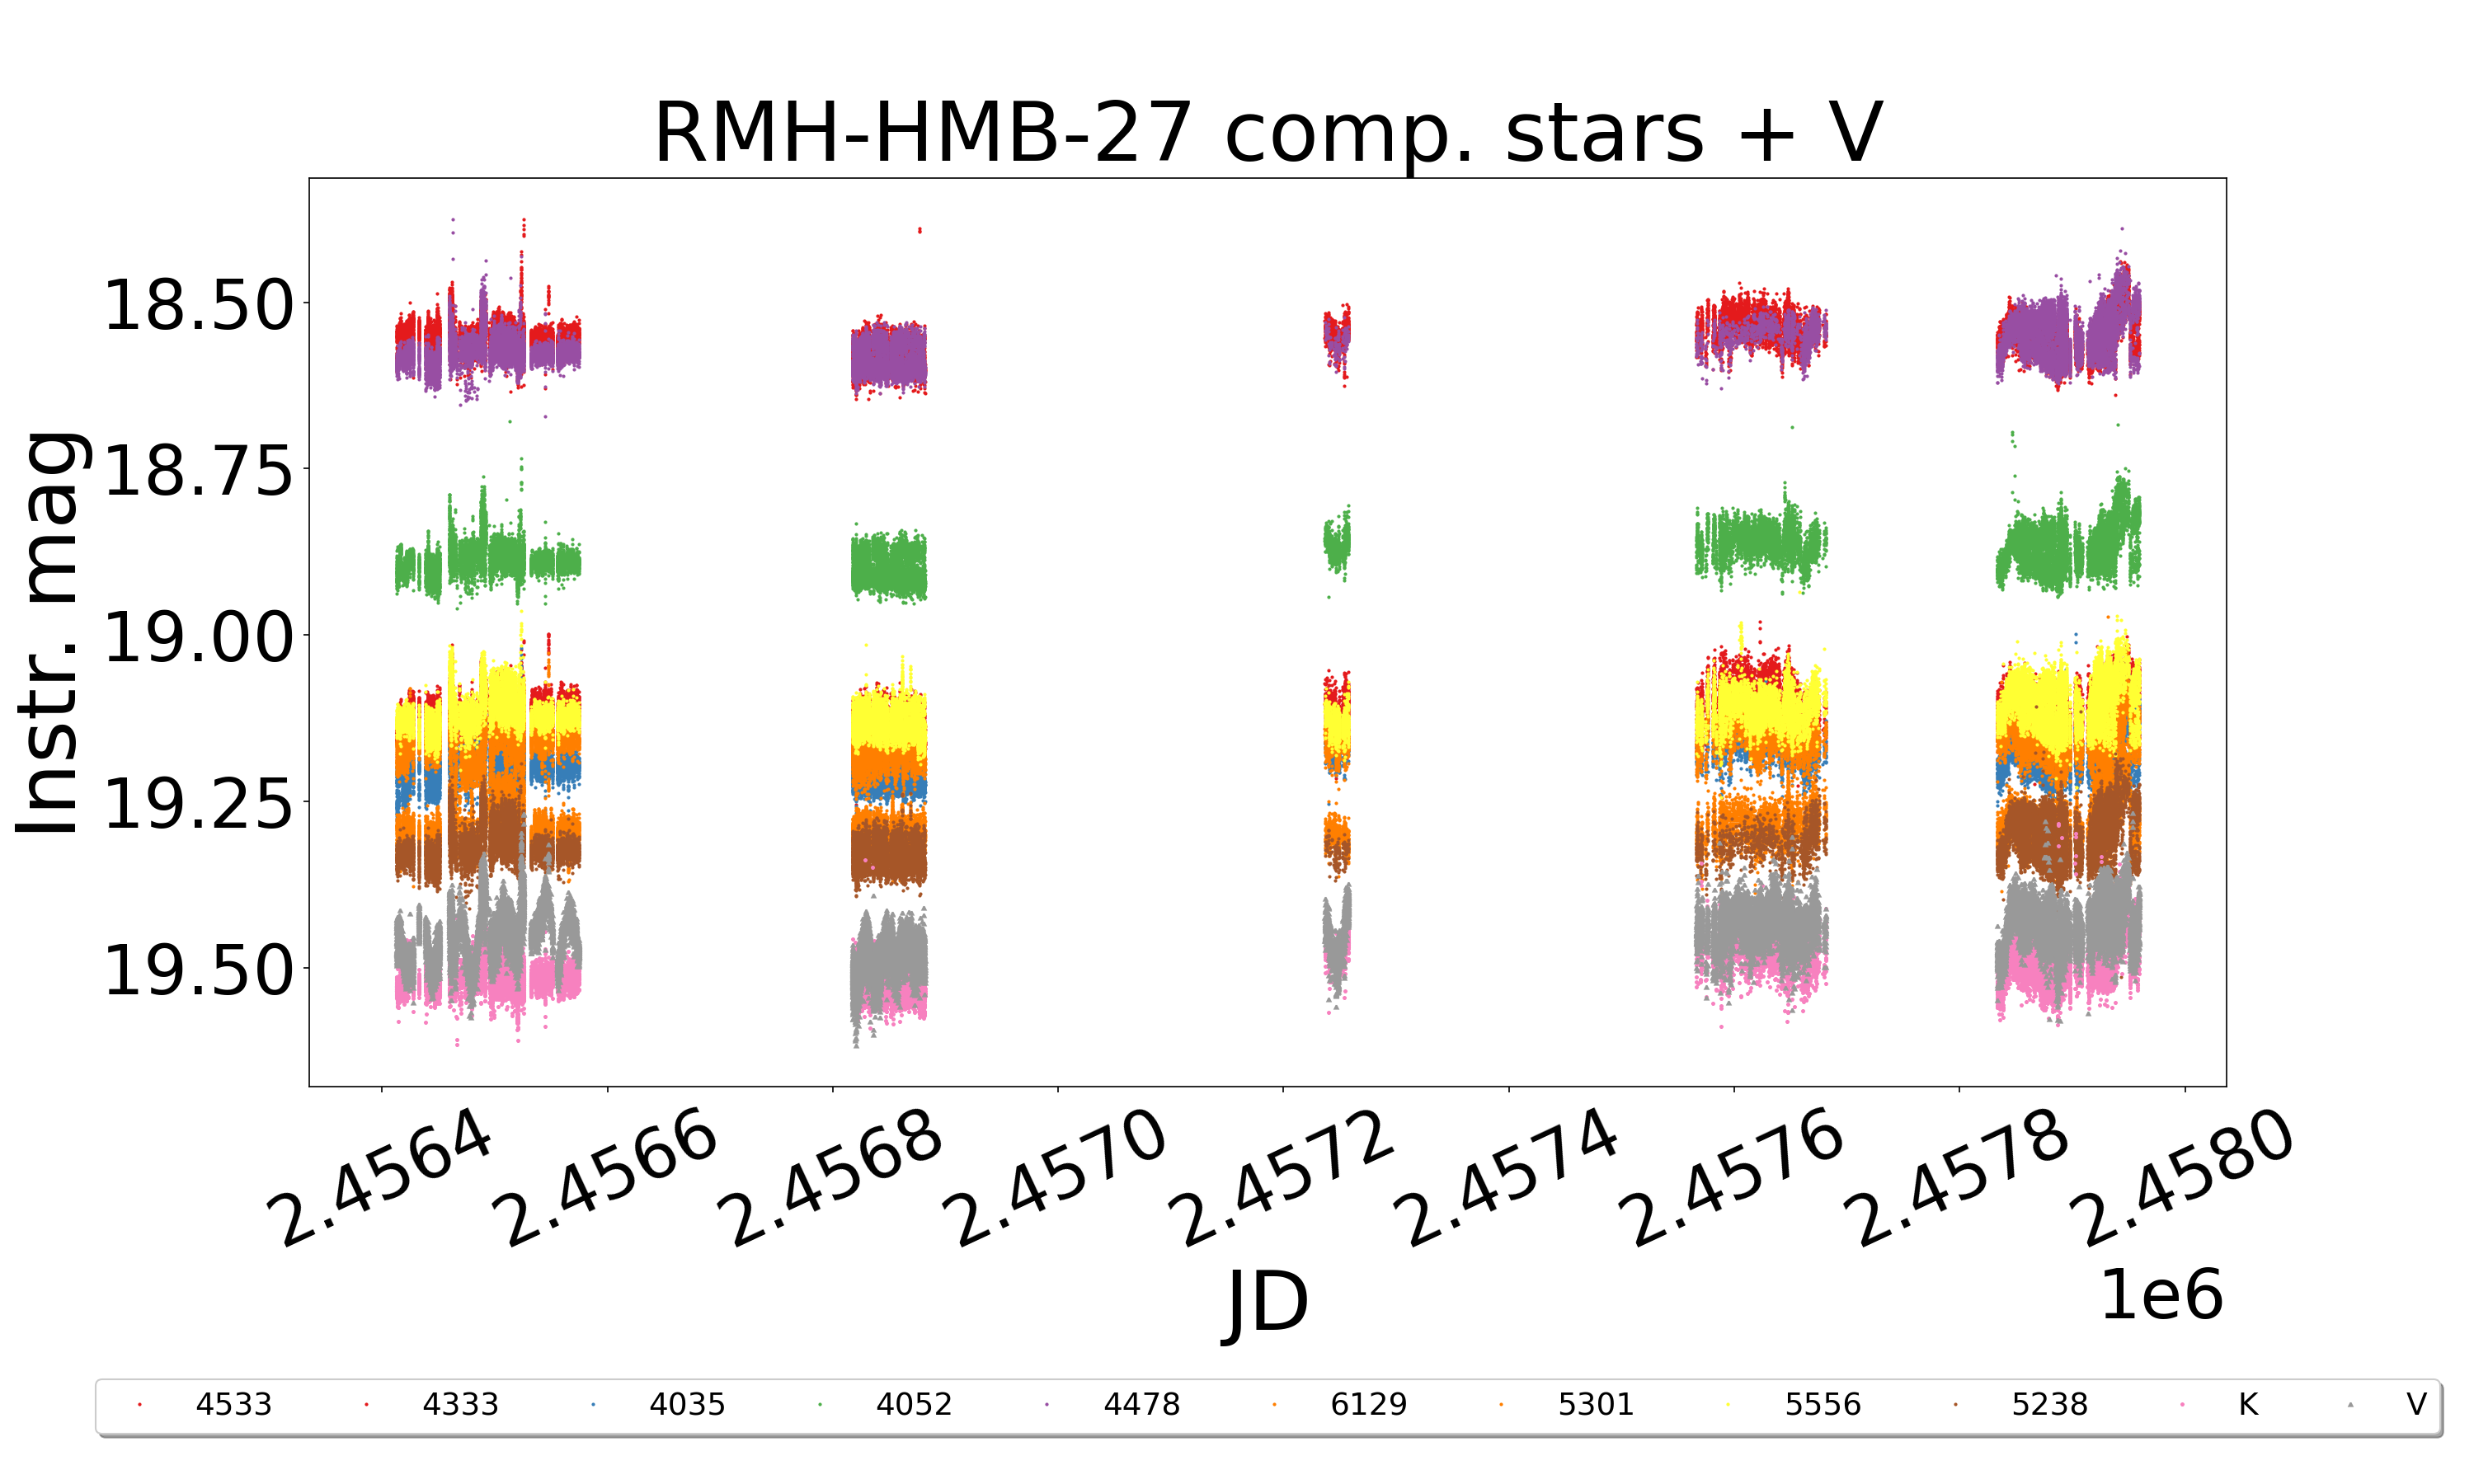 RMH-HMB-27 comp. stars + V
Instr. mag
18.50
18.75
19.00
19.25
19.50
2.4564 2.4566 2.4568 2.4570 2.4572 2.4574 2.4576 2.4578 2.4580
JD
1e6
4533 4333 4035 4052 4478 6129 5301 5556 5238 K V